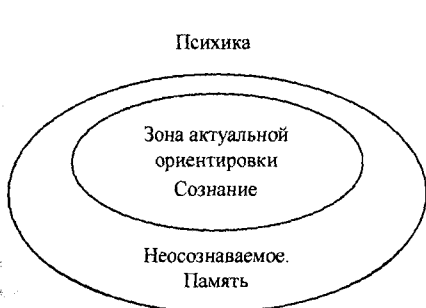 Психика
Зона актуальной
ориентировки
Сознание
Неосознаваемое.
Память